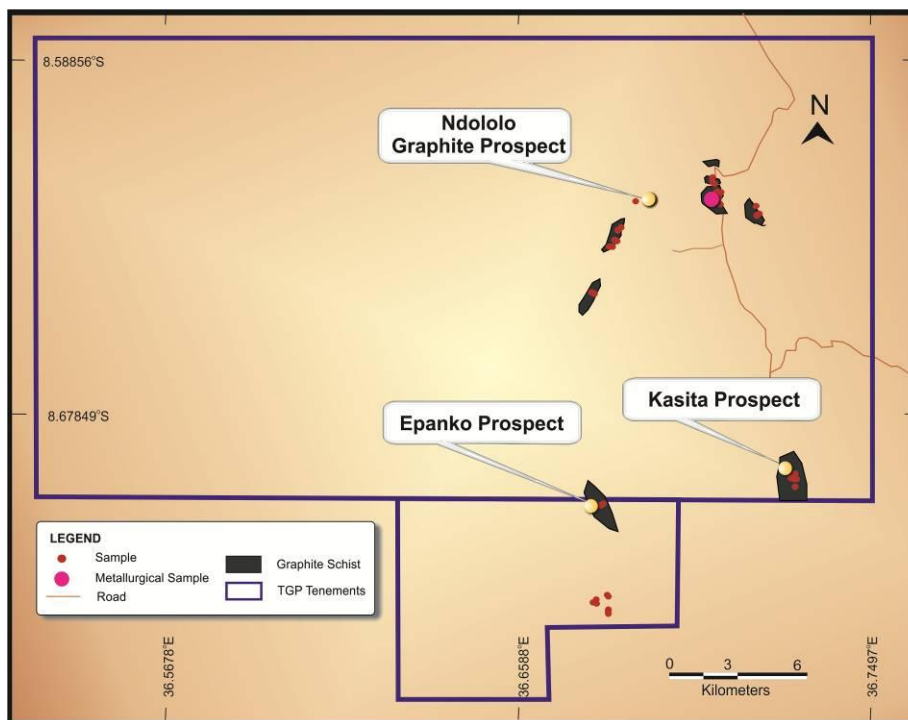 8.58856°S
N
Ndololo
Graphite Prospect
8.67849°S
Kasita Prospect
Epanko Prospect
LEGEND
Sample
Metallurgical Sample
Road
Graphite Schist
TGP Tenements
36.5678°E
36.6588°E
36.7497°E
0 3 6
Kilometers